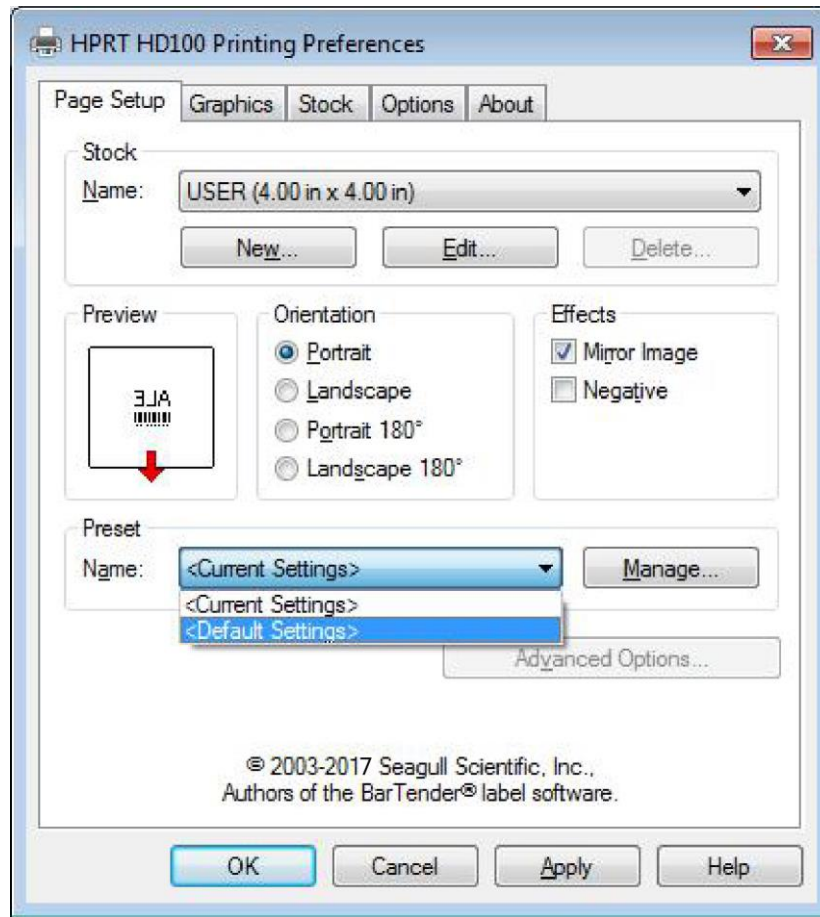 HPRT HD100 Printing Preferences
Page Setup Graphics Stock Options About
Stock
Name: USER (4.00 in x 4.00 in)
New... Edit... Delete...
Preview
ALE
Orientation
Portrait
Landscape
Portrait 180°
Landscape 180°
Effects
Mirror Image
Negative
Preset
Name: <Current Settings> Manage...
<Current Settings>
<Default Settings>
Advanced Options...
© 2003-2017 Seagull Scientific, Inc.,
Authors of the BarTender® label software.
OK Cancel Apply Help